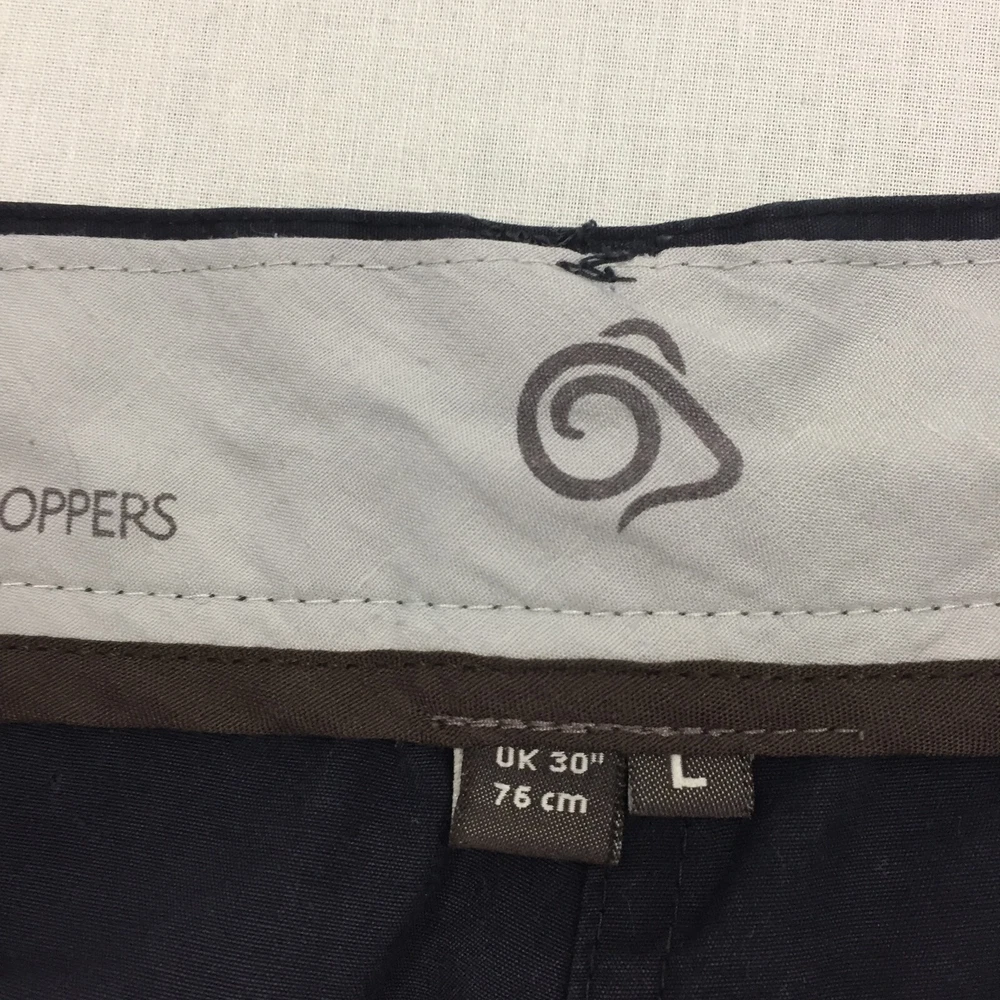 OPPERS
UK 30"
76 cm
L